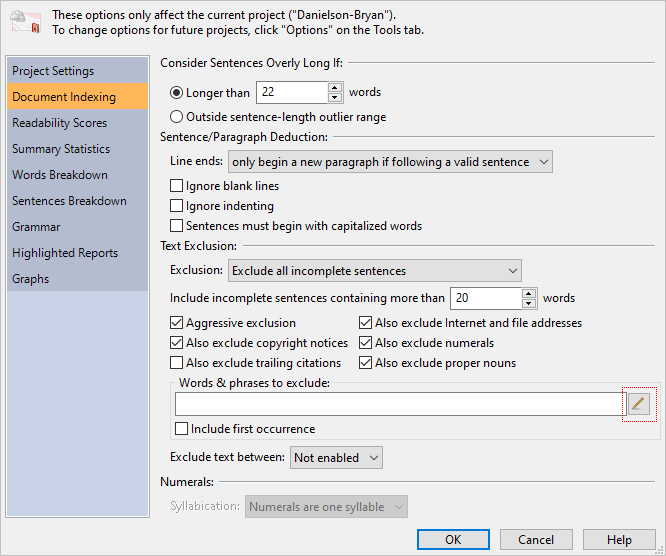 These options only affect the current project ("Danielson-Bryan").
To change options for future projects, click "Options" on the Tools tab.
Project Settings
Document Indexing
Readability Scores
Summary Statistics
Words Breakdown
Sentences Breakdown
Grammar
Highlighted Reports
Graphs
Consider Sentences Overly Long If:
Longer than 22 words
Outside sentence-length outlier range
Sentence/Paragraph Deduction:
Line ends: only begin a new paragraph if following a valid sentence
Ignore blank lines
Ignore indenting
Sentences must begin with capitalized words
Text Exclusion:
Exclusion: Exclude all incomplete sentences
Include incomplete sentences containing more than 20 words
Aggressive exclusion Also exclude Internet and file addresses
Also exclude copyright notices Also exclude numerals
Also exclude trailing citations Also exclude proper nouns
Words & phrases to exclude:
Include first occurrence
Exclude text between: Not enabled
Numerals:
Syllabication: Numerals are one syllable
OK Cancel Help